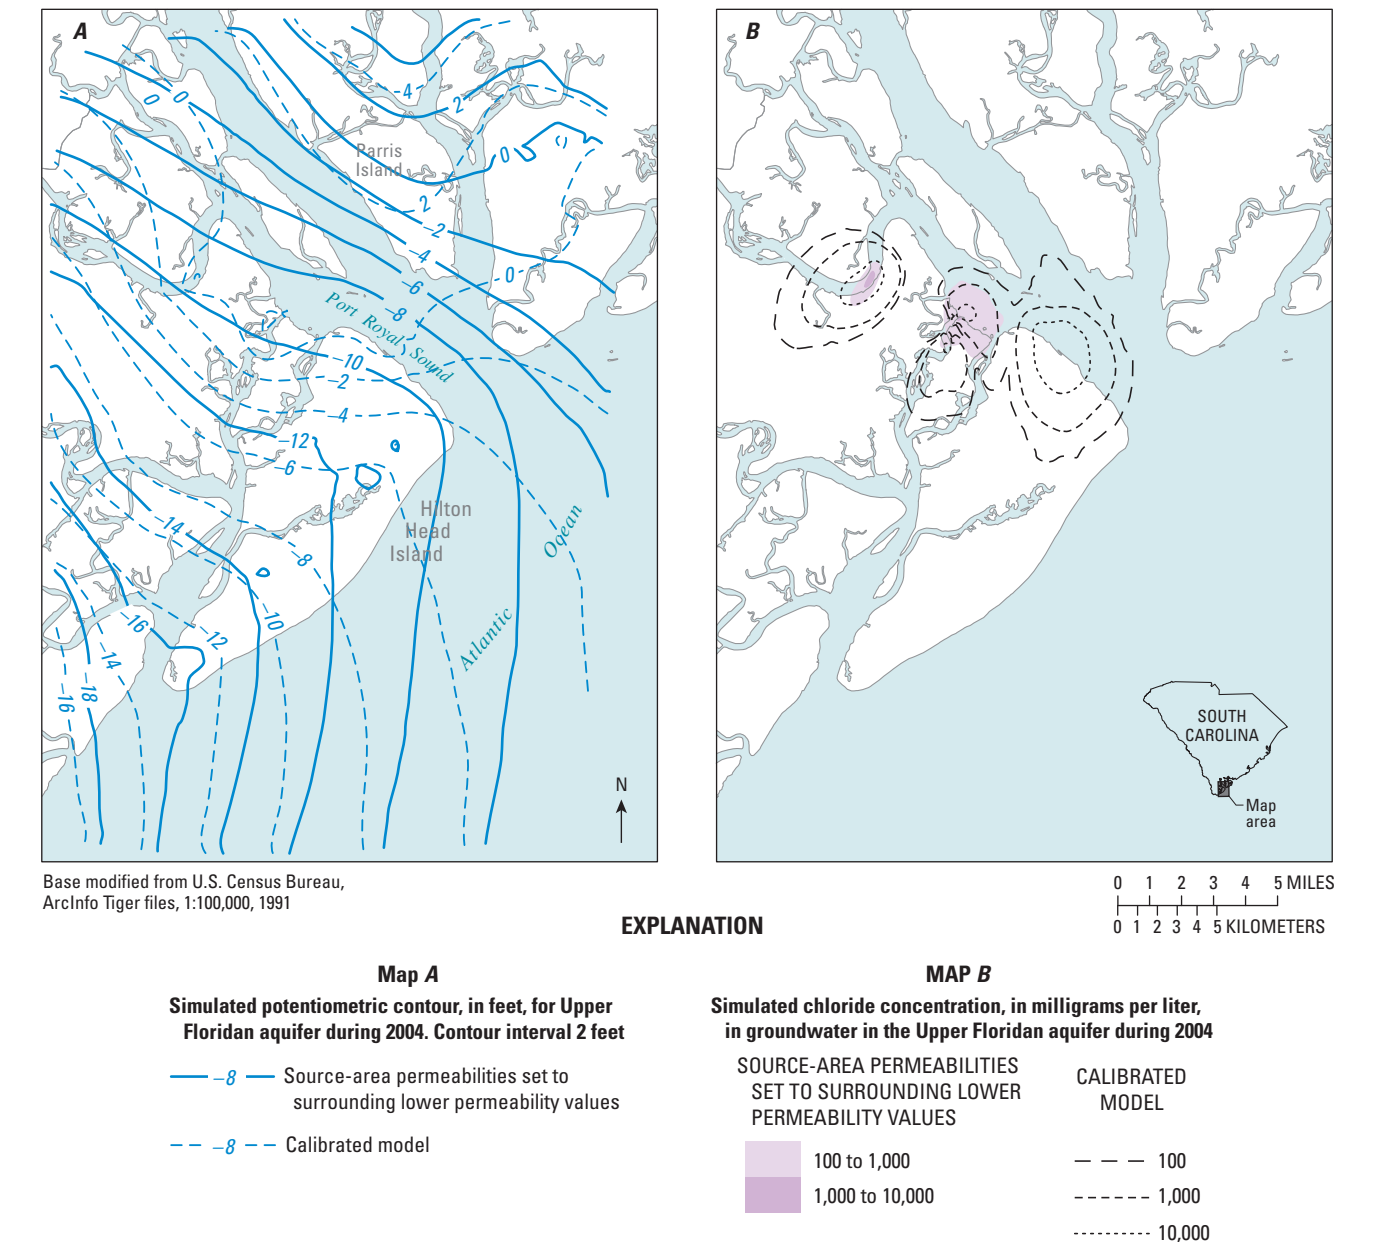 A
0
0
–4
2
0
Parris
Island
2
–2
–4
0
–6
–8
Port Royal Sound
–10
–2
–4
–12
–6
Hilton
Head
Island
Ocean
–14
–8
Atlantic
–16
–12
10
–14
–18
–16
N
B
SOUTH
CAROLINA
Map
area
Base modified from U.S. Census Bureau,
ArcInfo Tiger files, 1:100,000, 1991
0 1 2 3 4 5 MILES
0 1 2 3 4 5 KILOMETERS
EXPLANATION
Map A
Simulated potentiometric contour, in feet, for Upper
Floridan aquifer during 2004. Contour interval 2 feet
–8 Source-area permeabilities set to
surrounding lower permeability values
–8 Calibrated model
MAP B
Simulated chloride concentration, in milligrams per liter,
in groundwater in the Upper Floridan aquifer during 2004
SOURCE-AREA PERMEABILITIES
SET TO SURROUNDING LOWER
PERMEABILITY VALUES
100 to 1,000
1,000 to 10,000
CALIBRATED
MODEL
100
1,000
10,000